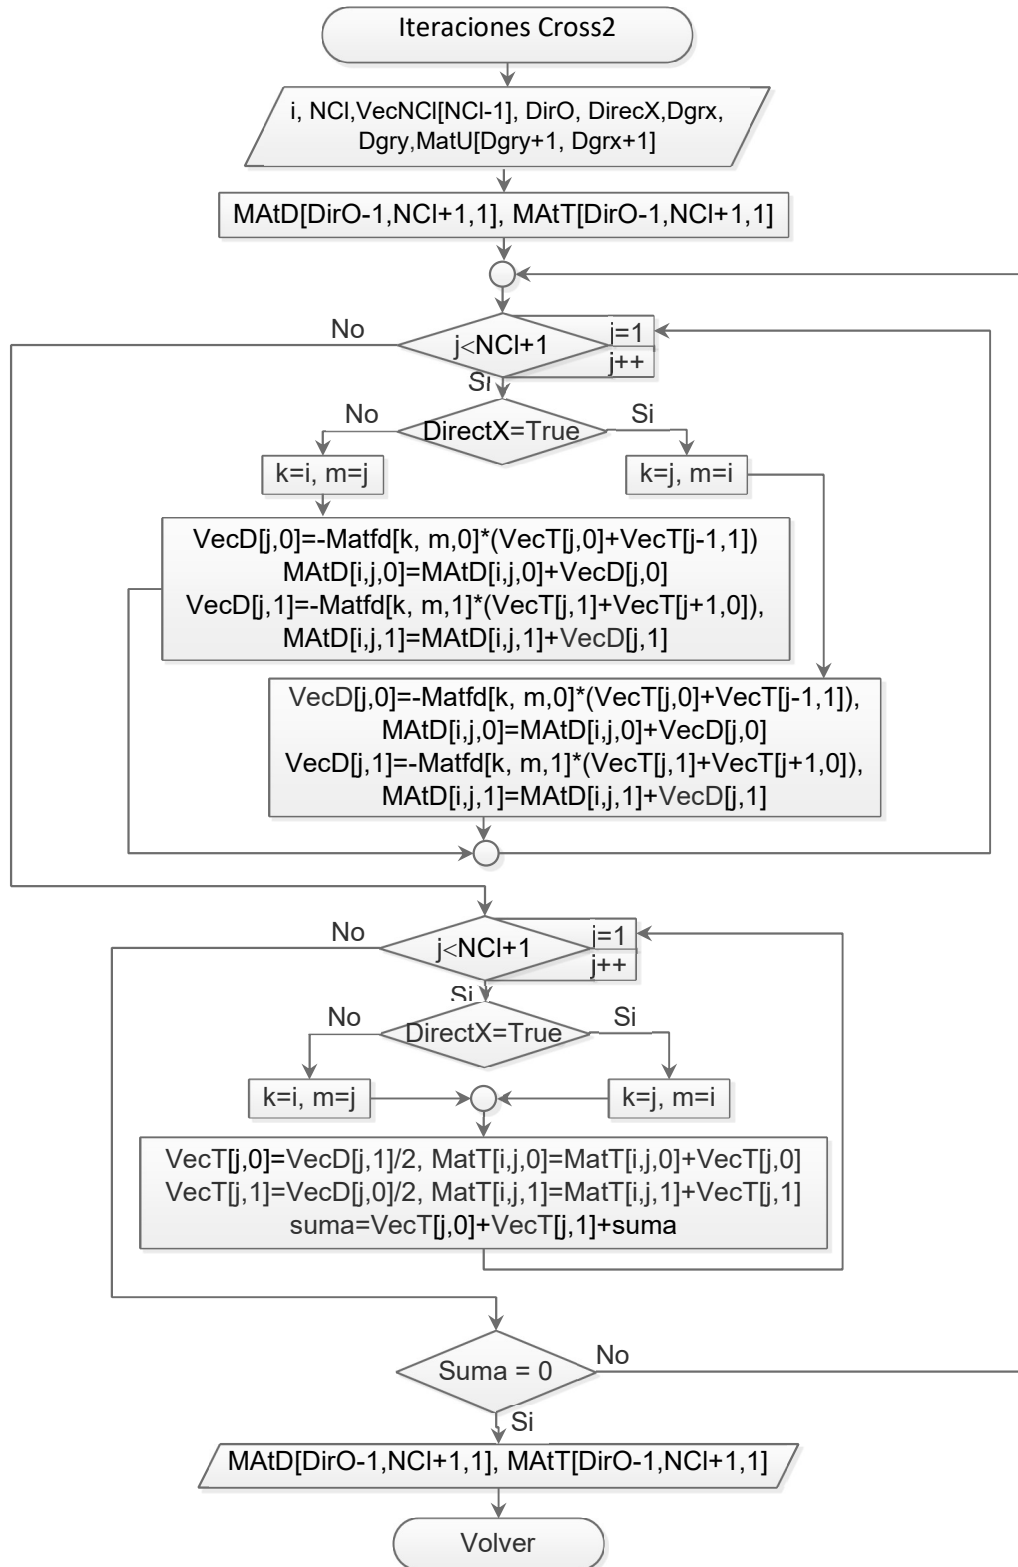 Iteraciones Cross2
i, NCl,VecNCl[NCl-1], DirO, DirecX,Dgrx,
Dgry,MatU[Dgry+1, Dgrx+1]
MAtD[DirO-1,NCl+1,1], MAtT[DirO-1,NCl+1,1]
No
j<NCl+1
j=1
j++
Si
No
DirectX=True
Si
k=i, m=j
k=j, m=i
VecD[j,0]=-Matfd[k, m,0]*(VecT[j,0]+VecT[j-1,1])
MAtD[i,j,0]=MAtD[i,j,0]+VecD[j,0]
VecD[j,1]=-Matfd[k, m,1]*(VecT[j,1]+VecT[j+1,0]),
MAtD[i,j,1]=MAtD[i,j,1]+VecD[j,1]
VecD[j,0]=-Matfd[k, m,0]*(VecT[j,0]+VecT[j-1,1]),
MAtD[i,j,0]=MAtD[i,j,0]+VecD[j,0]
VecD[j,1]=-Matfd[k, m,1]*(VecT[j,1]+VecT[j+1,0]),
MAtD[i,j,1]=MAtD[i,j,1]+VecD[j,1]
No
j<NCl+1
j=1
j++
Si
No
DirectX=True
Si
k=i, m=j
k=j, m=i
VecT[j,0]=VecD[j,1]/2, MatT[i,j,0]=MatT[i,j,0]+VecT[j,0]
VecT[j,1]=VecD[j,0]/2, MatT[i,j,1]=MatT[i,j,1]+VecT[j,1]
suma=VecT[j,0]+VecT[j,1]+suma
Suma = 0
No
Si
MAtD[DirO-1,NCl+1,1], MAtT[DirO-1,NCl+1,1]
Volver